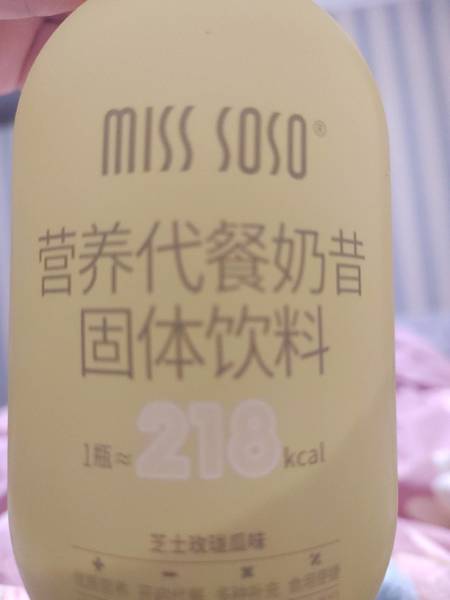 MISS SOSO®
营养代餐奶昔
固体饮料
1瓶≈218kcal
芝士玫珑瓜味
+ − × ÷